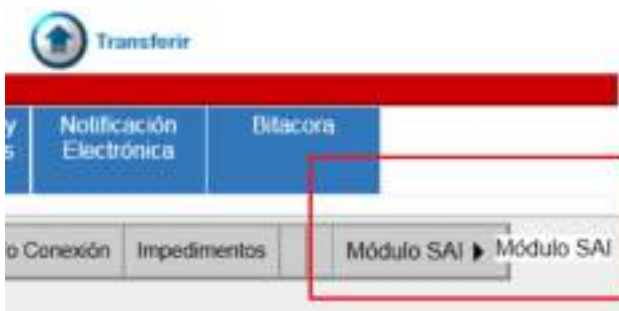 Transferir
y Notificación Bitacora
s Electrónica
o Conexión Impedimentos Módulo SAI Módulo SAI